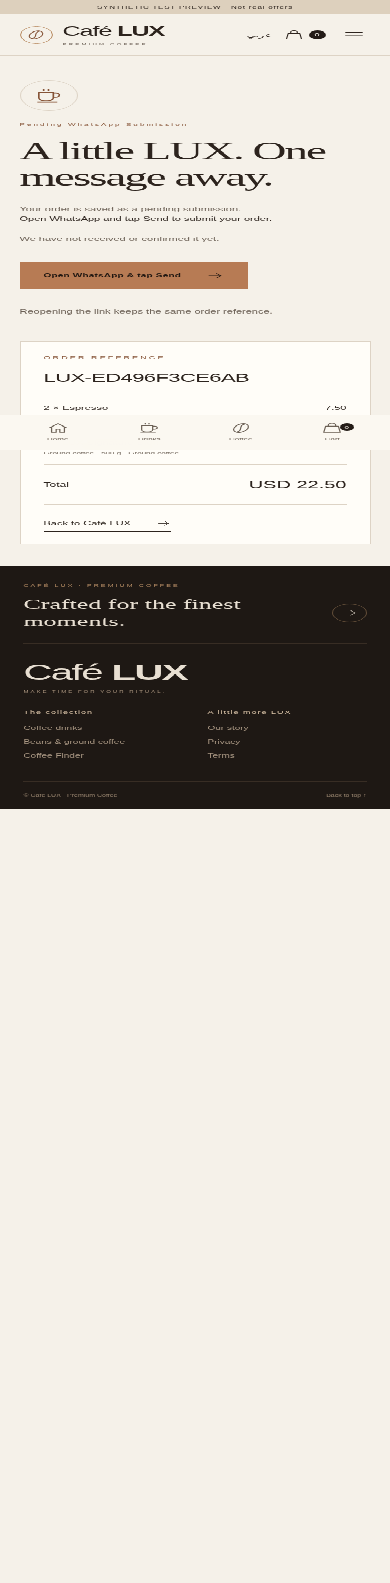 SYNTHETIC TEST PREVIEW · Not real offers
Café LUX
PREMIUM COFFEE
عربي
0
Pending WhatsApp Submission
A little LUX. One
message away.
Your order is saved as a pending submission.
Open WhatsApp and tap Send to submit your order.
We have not received or confirmed it yet.
Open WhatsApp & tap Send →
Reopening the link keeps the same order reference.
ORDER REFERENCE
LUX-ED496F3CE6AB
2 × Espresso 7.50
Home Drinks Coffee Cart 0
Ground coffee
Total USD 22.50
Back to Café LUX →
CAFÉ LUX · PREMIUM COFFEE
Crafted for the finest
moments.
Café LUX
MAKE TIME FOR YOUR RITUAL.
The collection
Coffee drinks
Beans & ground coffee
Coffee Finder
A little more LUX
Our story
Privacy
Terms
© Café LUX · Premium Coffee
Back to top ↑